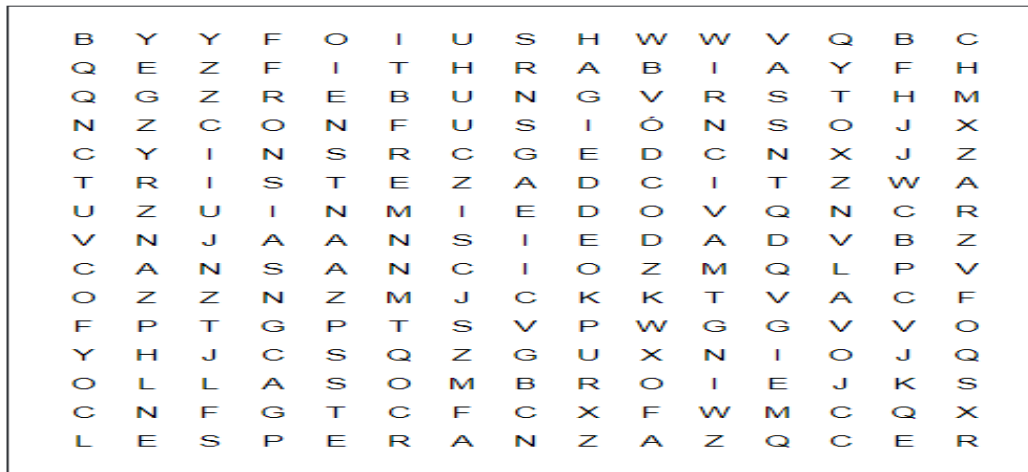 B Y Y F O I U S H W W V Q B C
Q E Z F I T H R A B I A Y F H
Q G Z R E B U N G V R S T H M
N Z C O N F U S I Ó N S O J X
C Y I N S R C G E D C N X J Z
T R I S T E Z A D C I T Z W A
U Z U I N M I E D O V Q N C R
V N J A A N S I E D A D V B Z
C A N S A N C I O Z M Q L P V
O Z Z N Z M J C K K T V A C F
F P T G P T S V P W G G V V O
Y H J C S Q Z G U X N I O J Q
O L L A S O M B R O I E J K S
C N F G T C F C X F W M C Q X
L E S P E R A N Z A Z Q C E R